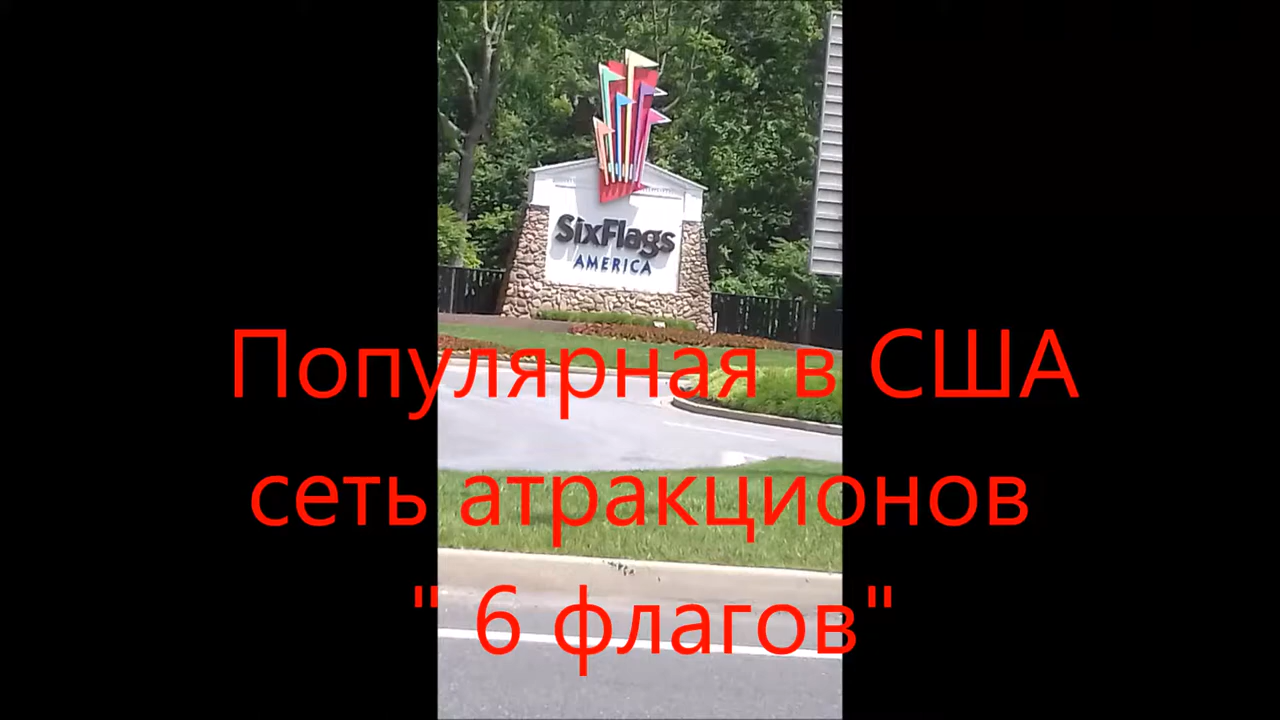 SixFlags
AMERICA
Популярная в США
сеть атракционов
" 6 флагов"